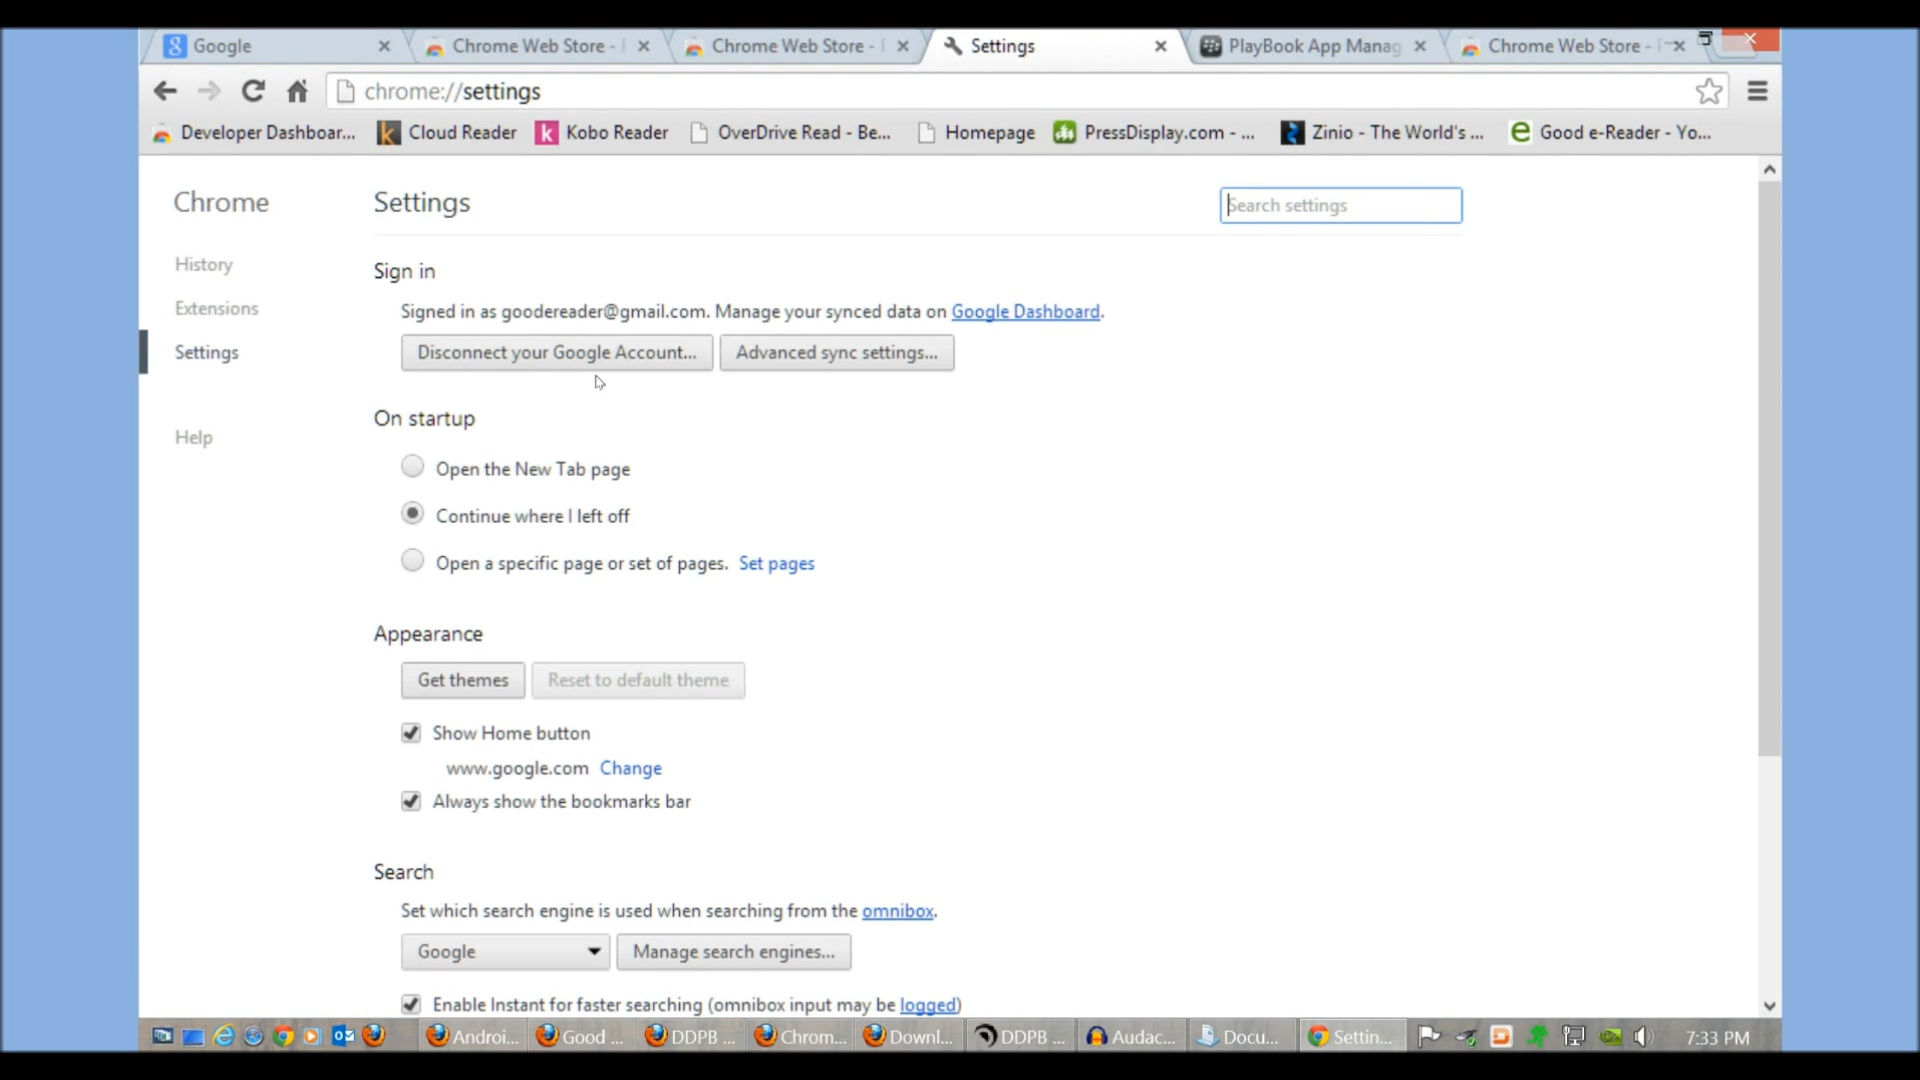 Google
Chrome Web Store -
Chrome Web Store -
Settings
PlayBook App Manag
Chrome Web Store -
chrome://settings
Developer Dashboar...
Cloud Reader
Kobo Reader
OverDrive Read - Be...
Homepage
PressDisplay.com - ...
Zinio - The World's ...
Good e-Reader - Yo...
Chrome
History
Extensions
Settings
Help
Settings
Search settings
Sign in
Signed in as goodereader@gmail.com. Manage your synced data on Google Dashboard.
Disconnect your Google Account...
Advanced sync settings...
On startup
Open the New Tab page
Continue where I left off
Open a specific page or set of pages. Set pages
Appearance
Get themes
Reset to default theme
Show Home button
www.google.com Change
Always show the bookmarks bar
Search
Set which search engine is used when searching from the omnibox.
Google
Manage search engines...
Enable Instant for faster searching (omnibox input may be logged)
Androi...
Good ...
DDPB ...
Chrom...
Downl...
DDPB ...
Audac...
Docu...
Settin...
7:33 PM